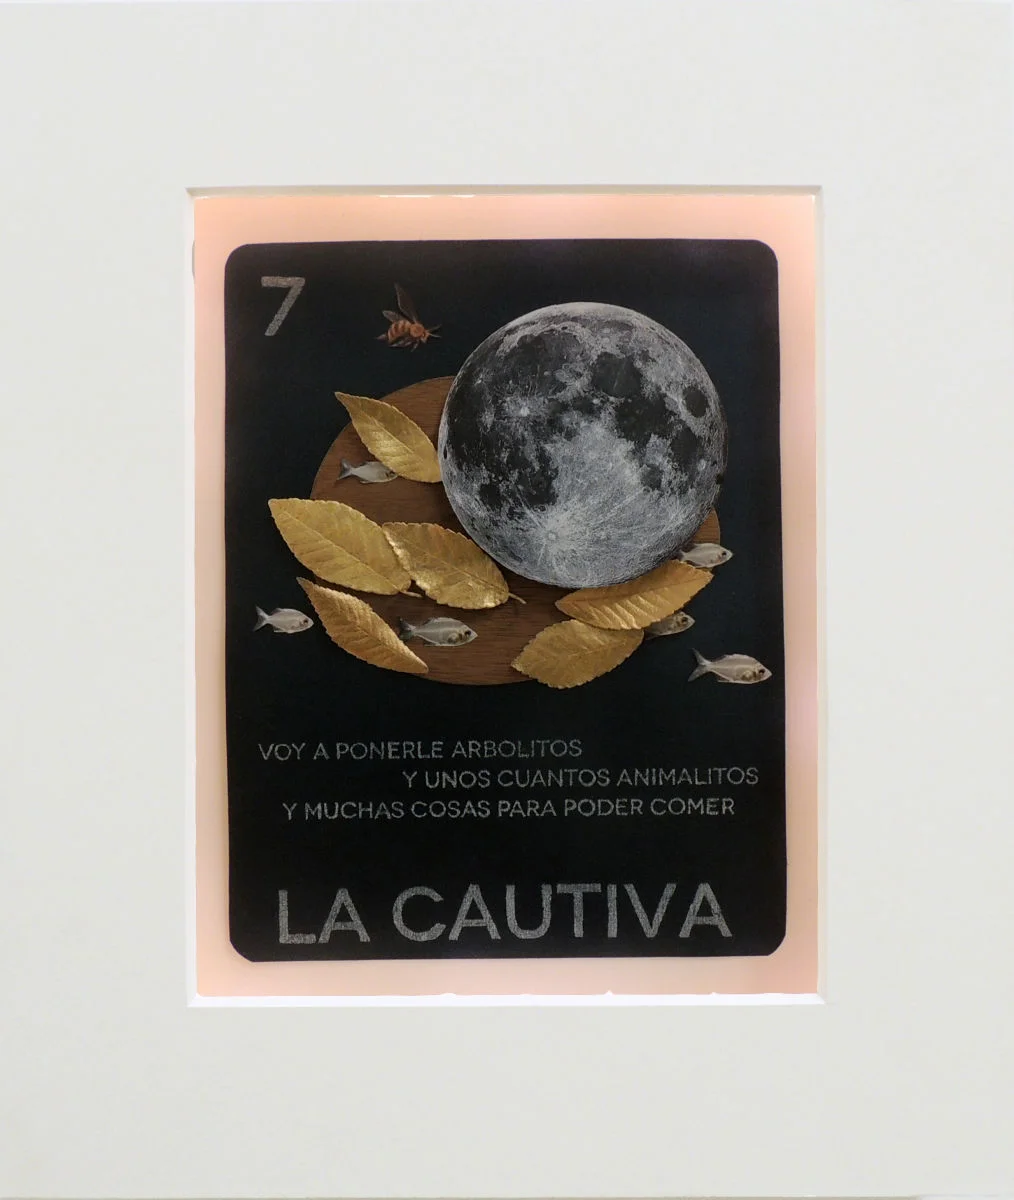 7
VOY A PONERLE ARBOLITOS
Y UNOS CUANTOS ANIMALITOS
Y MUCHAS COSAS PARA PODER COMER
LA CAUTIVA